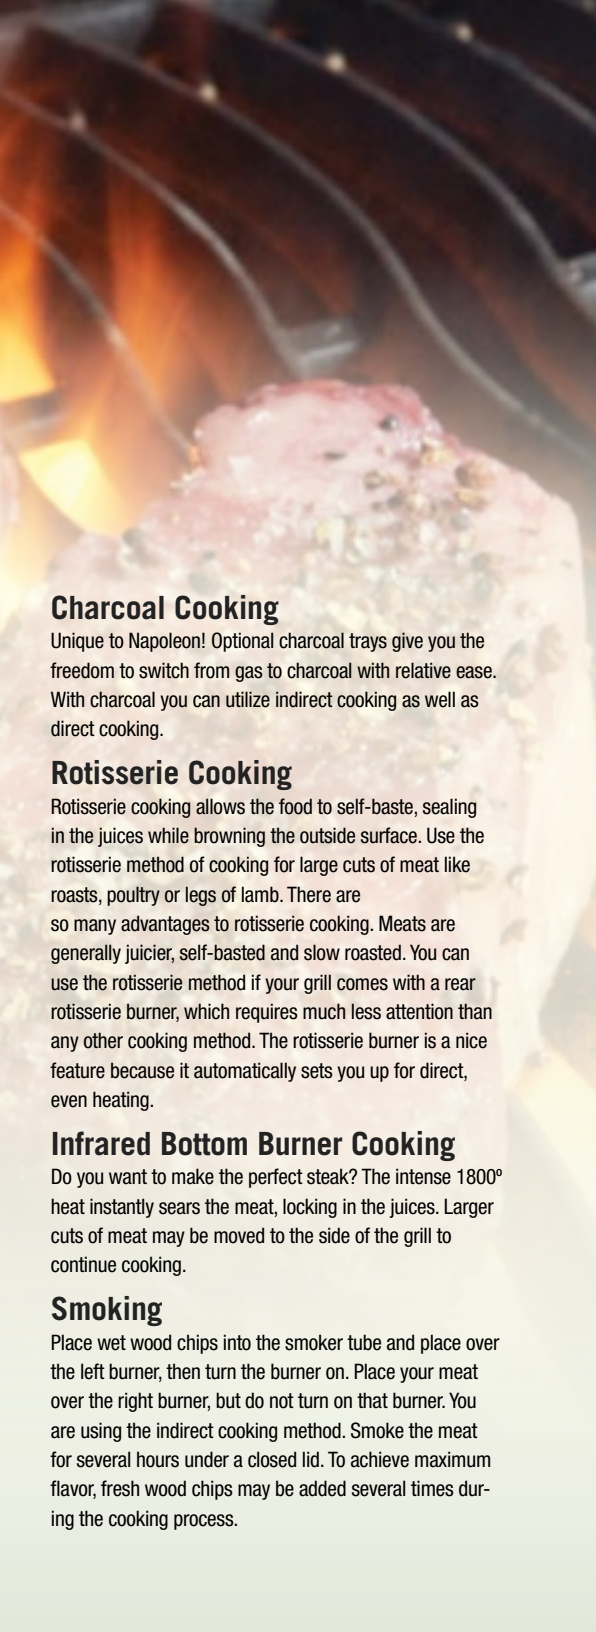 Charcoal Cooking
Unique to Napoleon! Optional charcoal trays give you the
freedom to switch from gas to charcoal with relative ease.
With charcoal you can utilize indirect cooking as well as
direct cooking.
Rotisserie Cooking
Rotisserie cooking allows the food to self-baste, sealing
in the juices while browning the outside surface. Use the
rotisserie method of cooking for large cuts of meat like
roasts, poultry or legs of lamb. There are
so many advantages to rotisserie cooking. Meats are
generally juicier, self-basted and slow roasted. You can
use the rotisserie method if your grill comes with a rear
rotisserie burner, which requires much less attention than
any other cooking method. The rotisserie burner is a nice
feature because it automatically sets you up for direct,
even heating.
Infrared Bottom Burner Cooking
Do you want to make the perfect steak? The intense 1800º
heat instantly sears the meat, locking in the juices. Larger
cuts of meat may be moved to the side of the grill to
continue cooking.
Smoking
Place wet wood chips into the smoker tube and place over
the left burner, then turn the burner on. Place your meat
over the right burner, but do not turn on that burner. You
are using the indirect cooking method. Smoke the meat
for several hours under a closed lid. To achieve maximum
flavor, fresh wood chips may be added several times dur-
ing the cooking process.